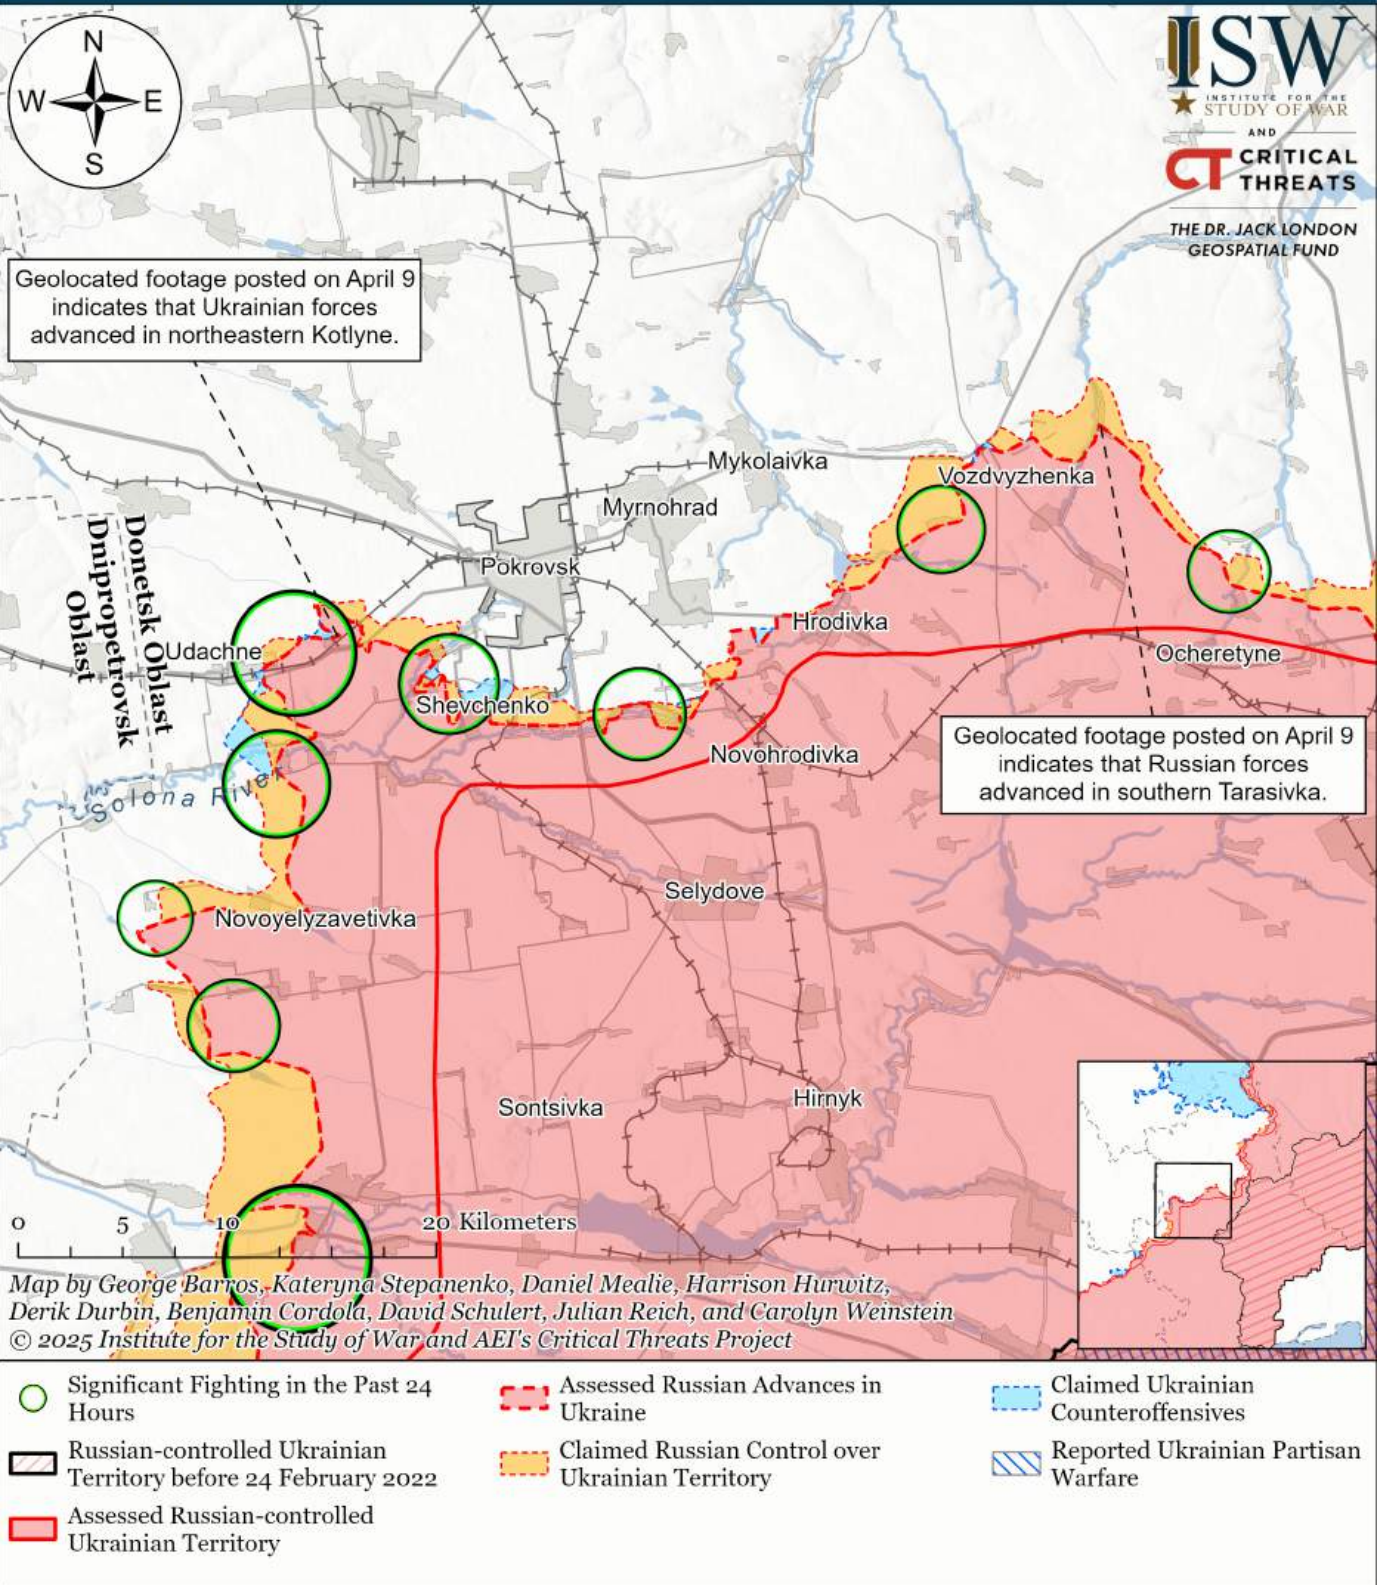 N
W
E
S
ISW
INSTITUTE FOR THE
STUDY OF WAR
AND
CT CRITICAL
THREATS
THE DR. JACK LONDON
GEOSPATIAL FUND
Geolocated footage posted on April 9
indicates that Ukrainian forces
advanced in northeastern Kotlyne.
Mykolaivka
Vozdvyzhenka
Myrnohrad
Pokrovsk
Donetsk Oblast
Dnipropetrovsk
Oblast
Hrodivka
Udachne
Ocheretyne
Shevchenko
Novohrodivka
Geolocated footage posted on April 9
indicates that Russian forces
advanced in southern Tarasivka.
Solona River
Selydove
Novoyelyzavetivka
Sontsivka
Hirnyk
0 5 10 20 Kilometers
Map by George Barros, Kateryna Stepanenko, Daniel Mealie, Harrison Hurwitz,
Derik Durbin, Benjamin Cordola, David Schulert, Julian Reich, and Carolyn Weinstein
© 2025 Institute for the Study of War and AEI's Critical Threats Project
Significant Fighting in the Past 24
Hours
Russian-controlled Ukrainian
Territory before 24 February 2022
Assessed Russian-controlled
Ukrainian Territory
Assessed Russian Advances in
Ukraine
Claimed Russian Control over
Ukrainian Territory
Claimed Ukrainian
Counteroffensives
Reported Ukrainian Partisan
Warfare